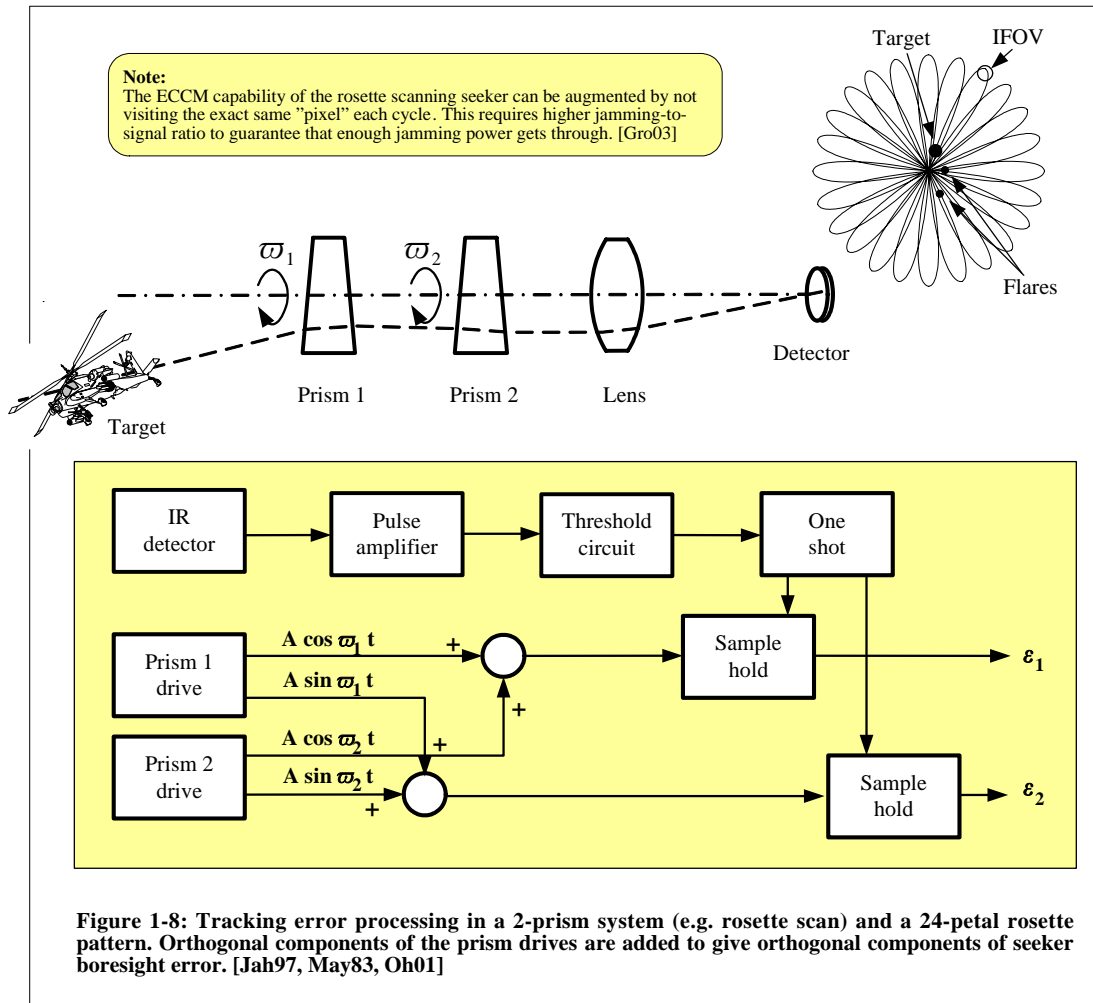 Target
IFOV
Note:
The ECCM capability of the rosette scanning seeker can be augmented by not
visiting the exact same ”pixel” each cycle. This requires higher jamming-to-
signal ratio to guarantee that enough jamming power gets through. [Gro03]
ϖ1
ϖ2
Flares
Detector
Prism 1
Prism 2
Lens
Target
IR
detector
Pulse
amplifier
Threshold
circuit
One
shot
Prism 1
drive
A cos ϖ1 t
A sin ϖ1 t
+
+
Sample
hold
ε1
Prism 2
drive
A cos ϖ2 t
A sin ϖ2 t
+
+
Sample
hold
ε2
Figure 1-8: Tracking error processing in a 2-prism system (e.g. rosette scan) and a 24-petal rosette
pattern. Orthogonal components of the prism drives are added to give orthogonal components of seeker
boresight error. [Jah97, May83, Oh01]